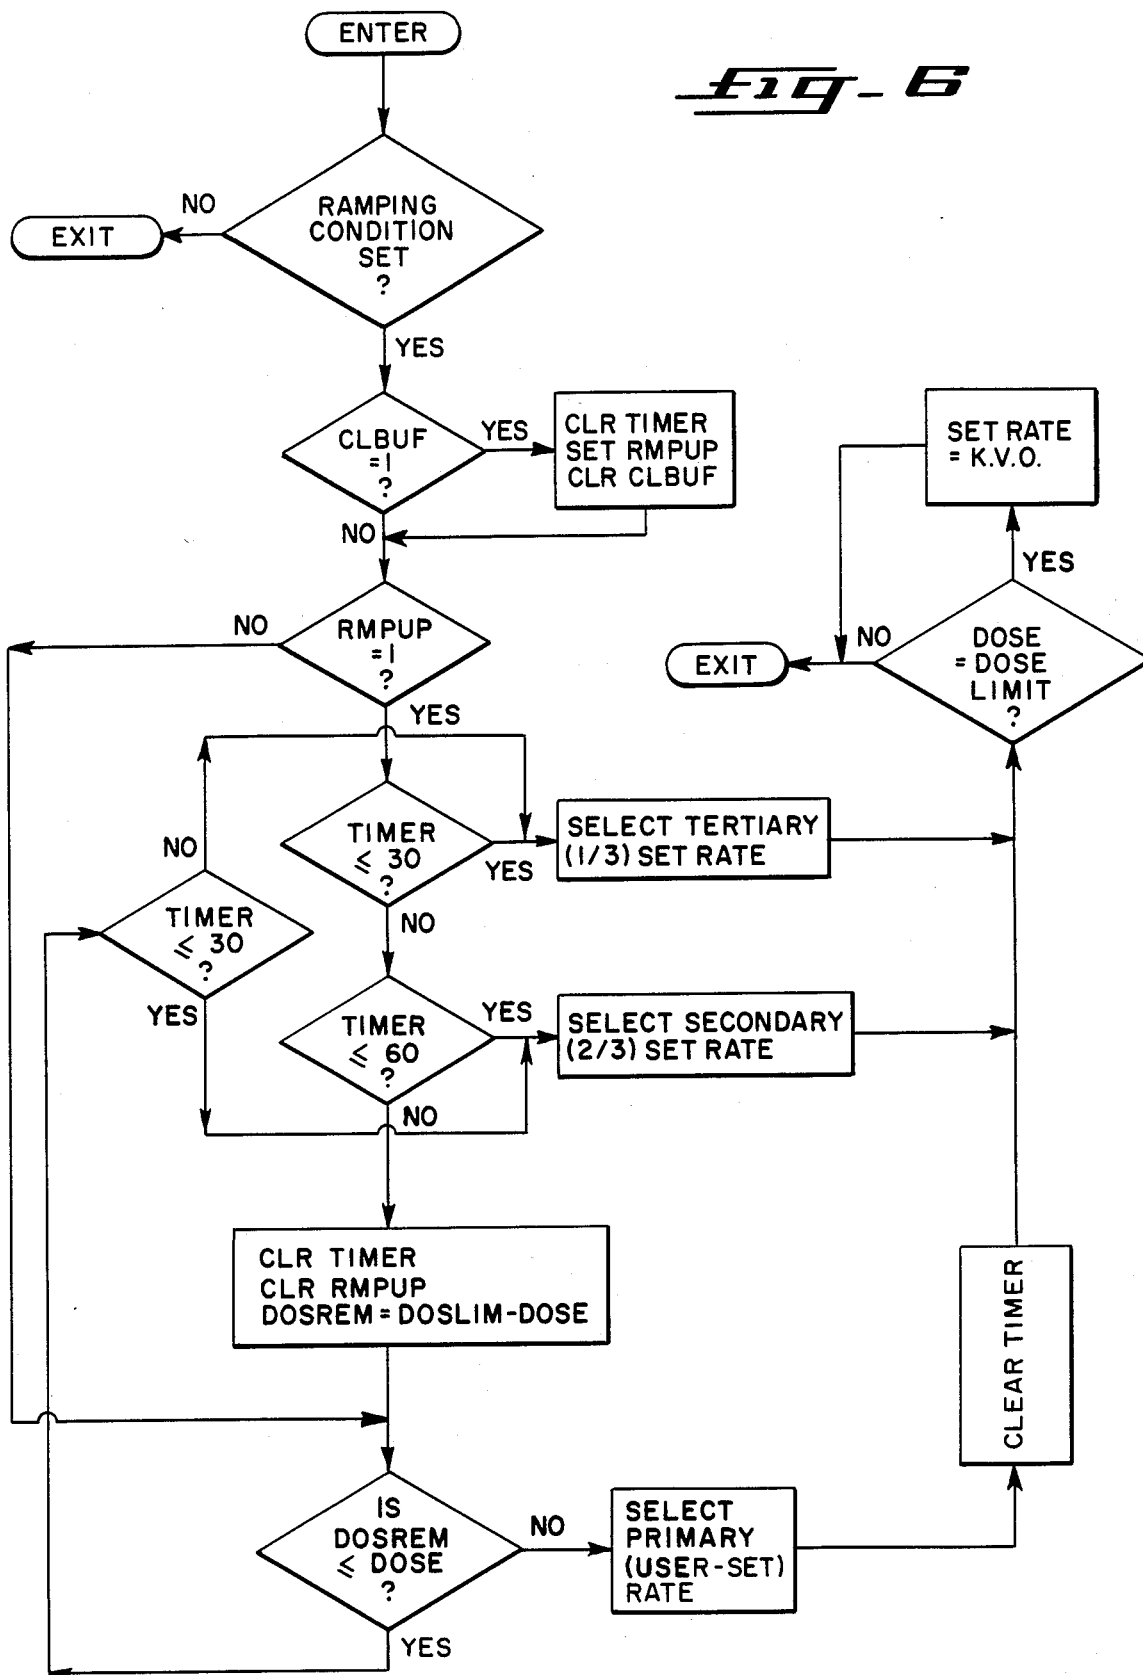 ENTER
Fig-6
RAMPING
CONDITION
SET
?
NO
EXIT
YES
CLBUF
=1
?
YES
CLR TIMER
SET RMPUP
CLR CLBUF
NO
SET RATE
= K.V.O.
YES
RMPUP
=1
?
NO
YES
DOSE
= DOSE
LIMIT
?
NO
EXIT
TIMER
≤ 30
?
YES
SELECT TERTIARY
(1/3) SET RATE
NO
NO
TIMER
≤ 30
?
YES
TIMER
≤ 60
?
YES
SELECT SECONDARY
(2/3) SET RATE
NO
CLR TIMER
CLR RMPUP
DOSREM = DOSLIM-DOSE
CLEAR TIMER
IS
DOSREM
≤ DOSE
?
NO
SELECT
PRIMARY
(USER-SET)
RATE
YES